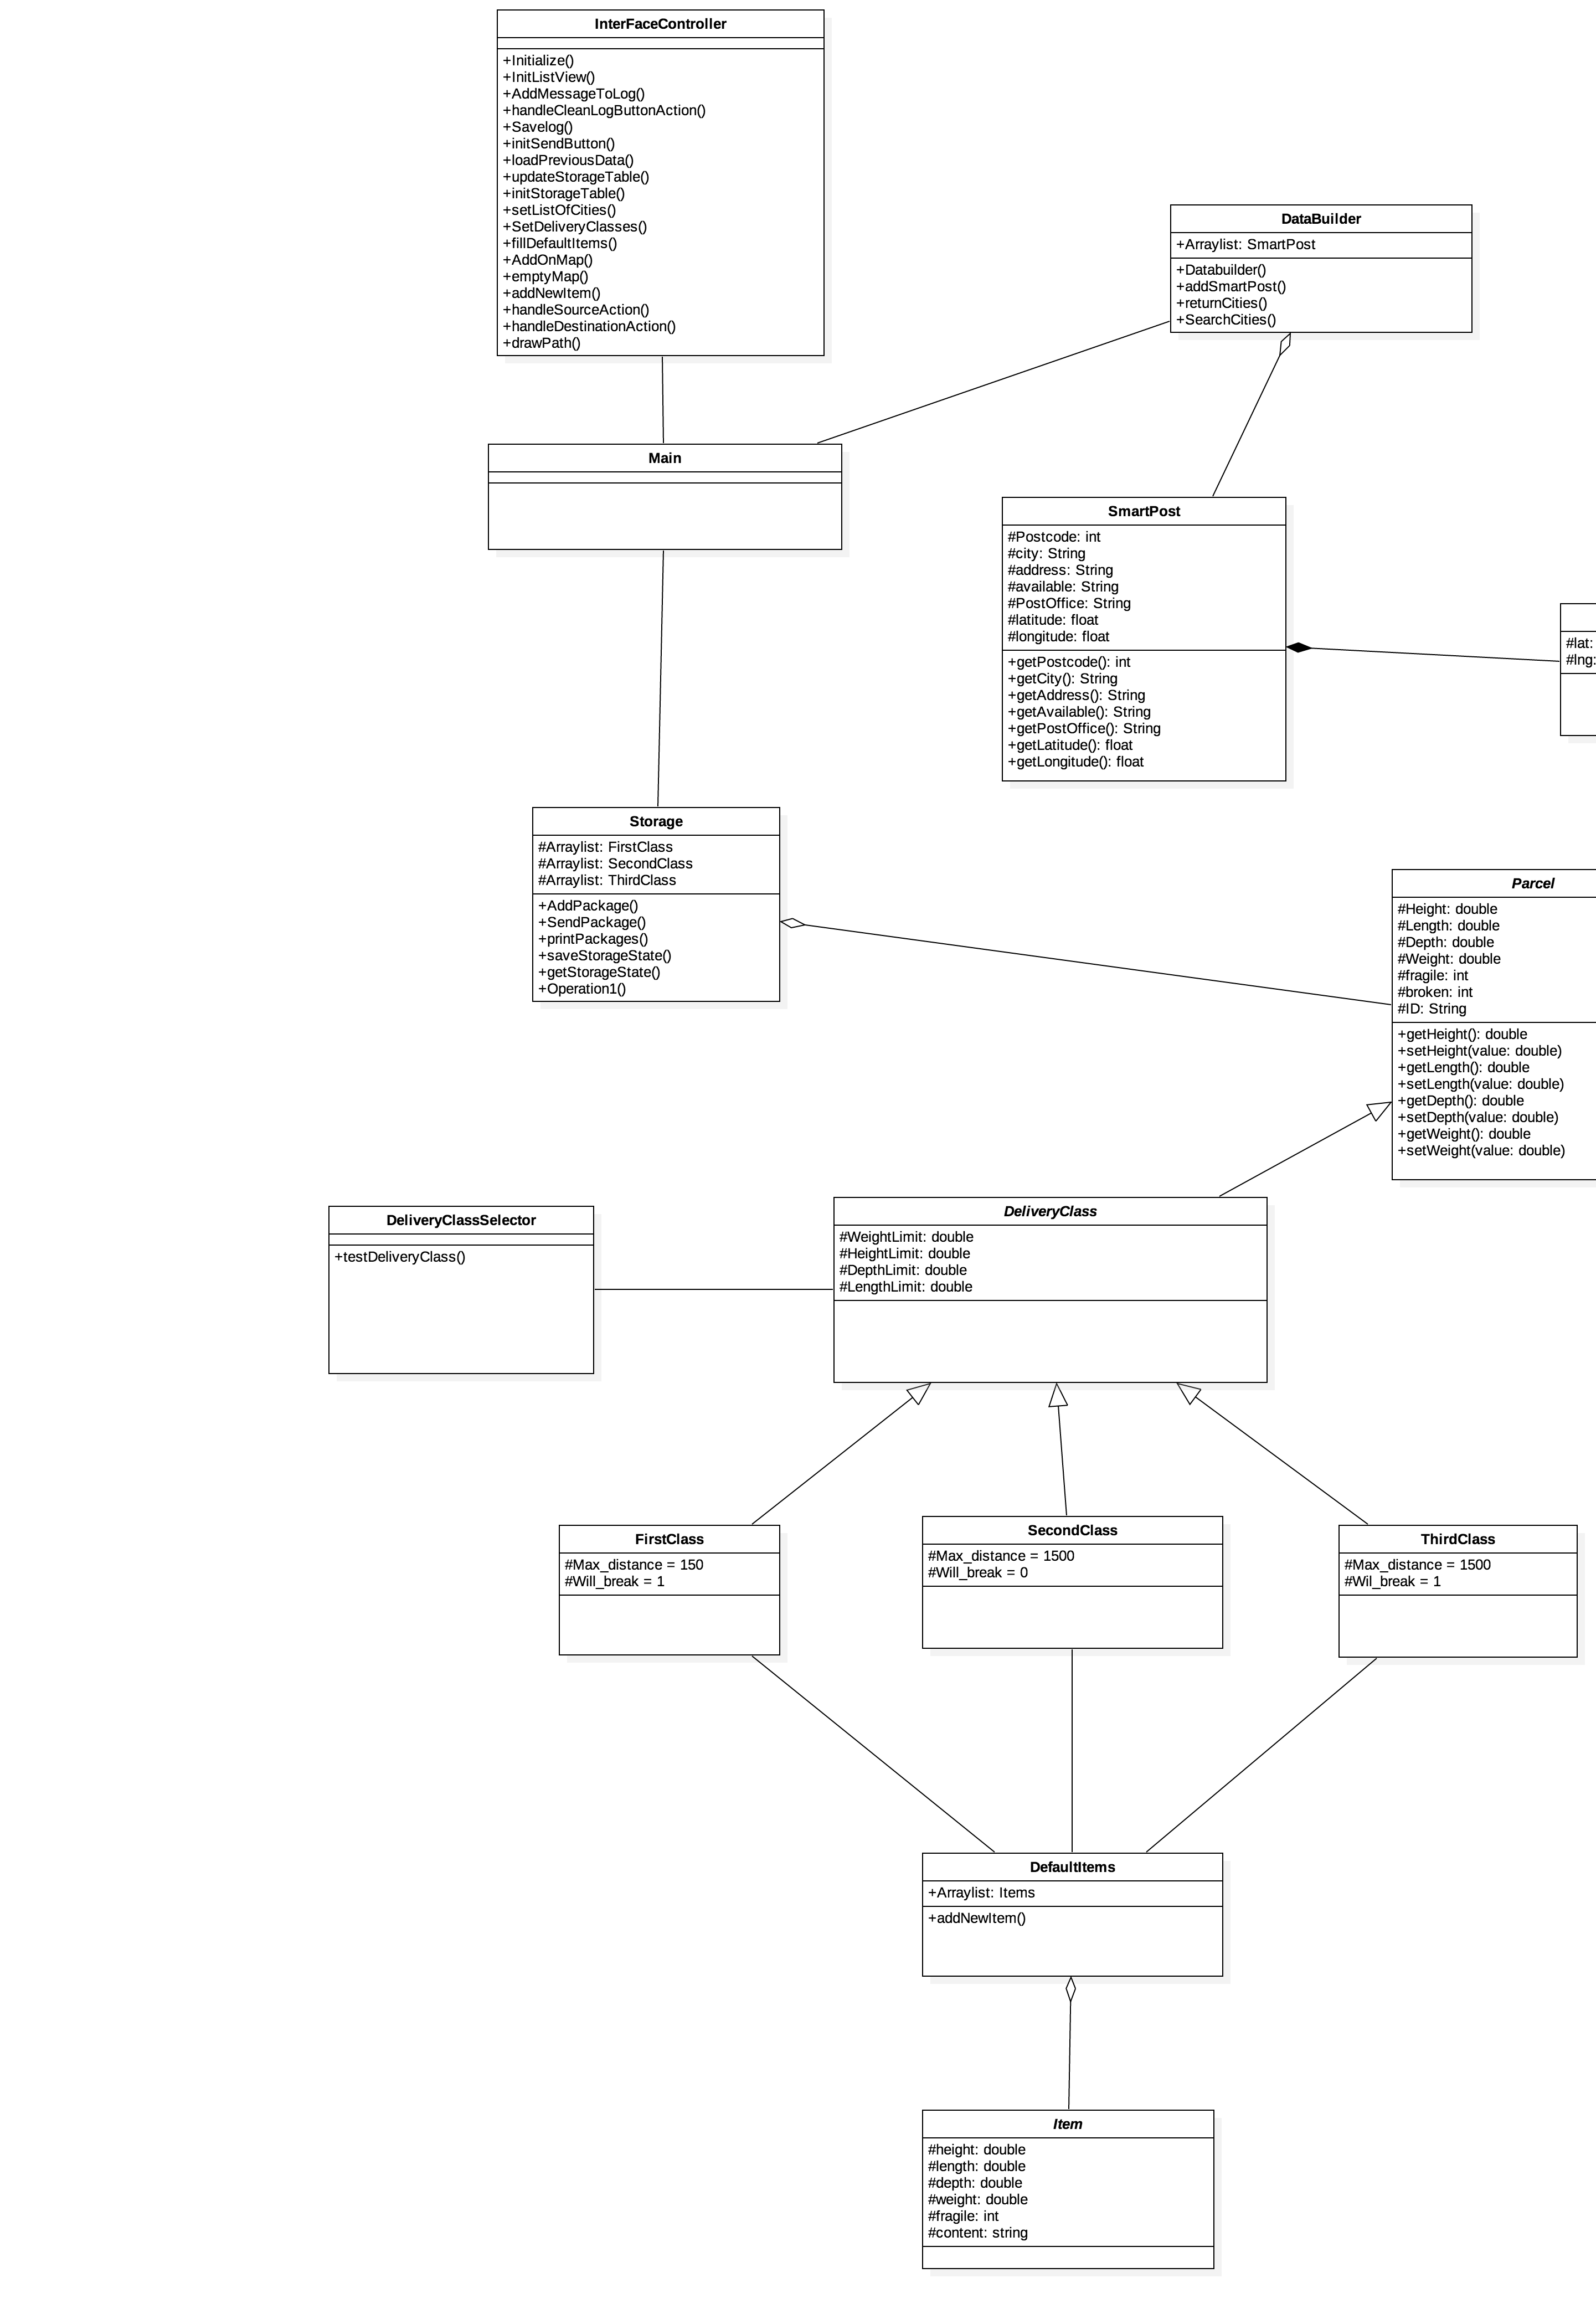 InterFaceController
+Initialize()
+InitListView()
+AddMessageToLog()
+handleCleanLogButtonAction()
+Savelog()
+initSendButton()
+loadPreviousData()
+updateStorageTable()
+initStorageTable()
+setListOfCities()
+SetDeliveryClasses()
+fillDefaultItems()
+AddOnMap()
+emptyMap()
+addNewItem()
+handleSourceAction()
+handleDestinationAction()
+drawPath()
DataBuilder
+Arraylist: SmartPost
+Databuilder()
+addSmartPost()
+returnCities()
+SearchCities()
Main
SmartPost
#Postcode: int
#city: String
#address: String
#available: String
#PostOffice: String
#latitude: float
#longitude: float
+getPostcode(): int
+getCity(): String
+getAddress(): String
+getAvailable(): String
+getPostOffice(): String
+getLatitude(): float
+getLongitude(): float
#lat:
#lng:
Storage
#Arraylist: FirstClass
#Arraylist: SecondClass
#Arraylist: ThirdClass
+AddPackage()
+SendPackage()
+printPackages()
+saveStorageState()
+getStorageState()
+Operation1()
Parcel
#Height: double
#Length: double
#Depth: double
#Weight: double
#fragile: int
#broken: int
#ID: String
+getHeight(): double
+setHeight(value: double)
+getLength(): double
+setLength(value: double)
+getDepth(): double
+setDepth(value: double)
+getWeight(): double
+setWeight(value: double)
DeliveryClassSelector
+testDeliveryClass()
DeliveryClass
#WeightLimit: double
#HeightLimit: double
#DepthLimit: double
#LengthLimit: double
FirstClass
#Max_distance = 150
#Will_break = 1
SecondClass
#Max_distance = 1500
#Will_break = 0
ThirdClass
#Max_distance = 1500
#Wil_break = 1
DefaultItems
+Arraylist: Items
+addNewItem()
Item
#height: double
#length: double
#depth: double
#weight: double
#fragile: int
#content: string